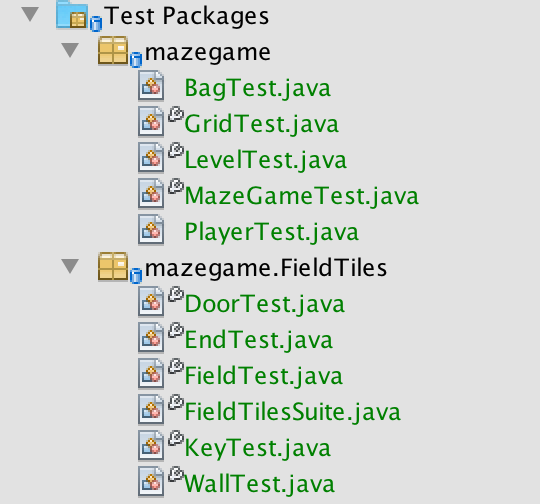 Test Packages
mazegame
BagTest.java
GridTest.java
LevelTest.java
MazeGameTest.java
PlayerTest.java
mazegame.FieldTiles
DoorTest.java
EndTest.java
FieldTest.java
FieldTilesSuite.java
KeyTest.java
WallTest.java